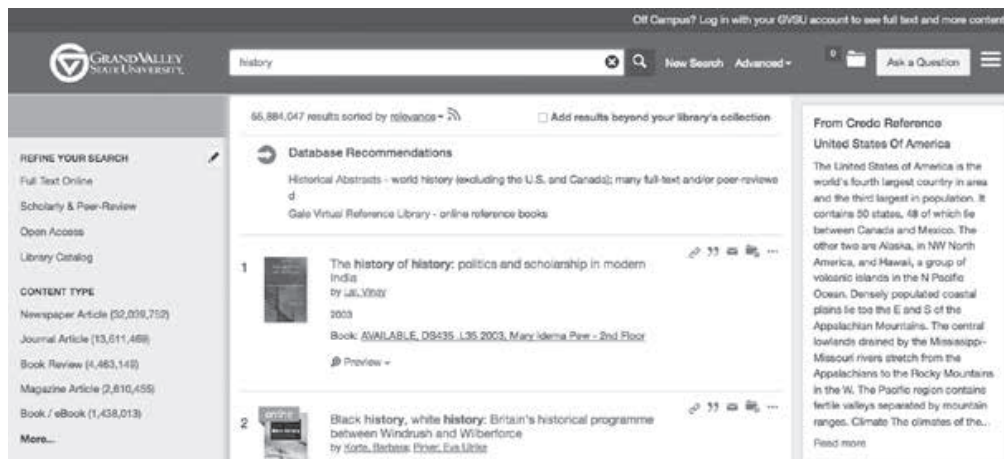 Off Campus? Log in with your GVSU account to see full text and more content
GRAND VALLEY
STATE UNIVERSITY
history
New Search Advanced
0
Ask a Question
66,884,047 results sorted by relevance
Add results beyond your library's collection
REFINE YOUR SEARCH
Full Text Online
Scholarly & Peer-Review
Open Access
Library Catalog
CONTENT TYPE
Newspaper Article (32,039,752)
Journal Article (13,611,469)
Book Review (4,463,149)
Magazine Article (2,610,455)
Book / eBook (1,438,013)
More...
Database Recommendations
Historical Abstracts - world history (excluding the U.S. and Canada); many full-text and/or peer-reviewe
d
Gale Virtual Reference Library - online reference books
1
The history of history: politics and scholarship in modern
India
by Lal, Vinay
2003
Book: AVAILABLE, DS435 .L35 2003, Mary Idema Pew - 2nd Floor
Preview
2
online
Black history, white history: Britain's historical programme
between Windrush and Wilberforce
by Korte, Barbara; Pirker, Eva Ulrike
From Credo Reference
United States Of America
The United States of America is the
world's fourth largest country in area
and the third largest in population. It
contains 50 states, 48 of which lie
between Canada and Mexico. The
other two are Alaska, in NW North
America, and Hawaii, a group of
volcanic islands in the N Pacific
Ocean. Densely populated coastal
plains lie too the E and S of the
Appalachian Mountains. The central
lowlands drained by the Mississippi-
Missouri rivers stretch from the
Appalachians to the Rocky Mountains
in the W. The Pacific region contains
fertile valleys separated by mountain
ranges. Climate The climates of the...
Read more